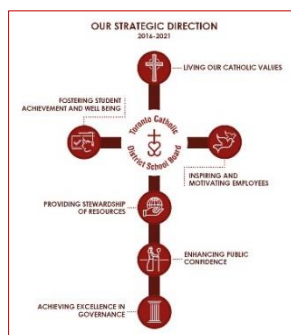 OUR STRATEGIC DIRECTION
2016-2021
LIVING OUR CATHOLIC VALUES
FOSTERING STUDENT
ACHIEVEMENT AND WELL BEING
Toronto Catholic
District School Board
INSPIRING AND
MOTIVATING EMPLOYEES
PROVIDING STEWARDSHIP
OF RESOURCES
ENHANCING PUBLIC
CONFIDENCE
ACHIEVING EXCELLENCE IN
GOVERNANCE